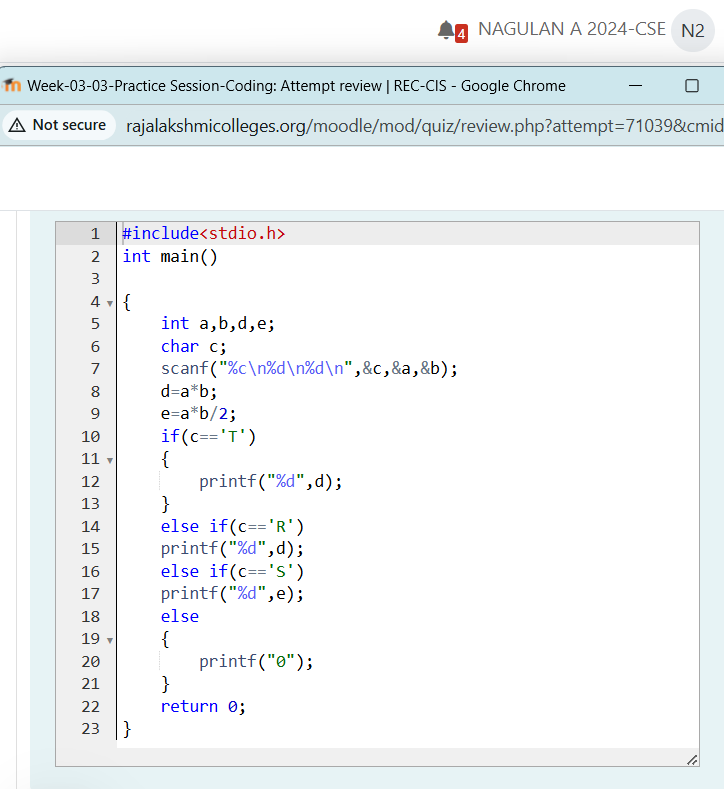 4 NAGULAN A 2024-CSE N2
Week-03-03-Practice Session-Coding: Attempt review | REC-CIS - Google Chrome
Not secure rajalakshmicolleges.org/moodle/mod/quiz/review.php?attempt=71039&cmid
1 #include<stdio.h>
2 int main()
3
4 {
5     int a,b,d,e;
6     char c;
7     scanf("%c\n%d\n%d\n",&c,&a,&b);
8     d=a*b;
9     e=a*b/2;
10     if(c=='T')
11     {
12         printf("%d",d);
13     }
14     else if(c=='R')
15     printf("%d",d);
16     else if(c=='S')
17     printf("%d",e);
18     else
19     {
20         printf("0");
21     }
22     return 0;
23 }